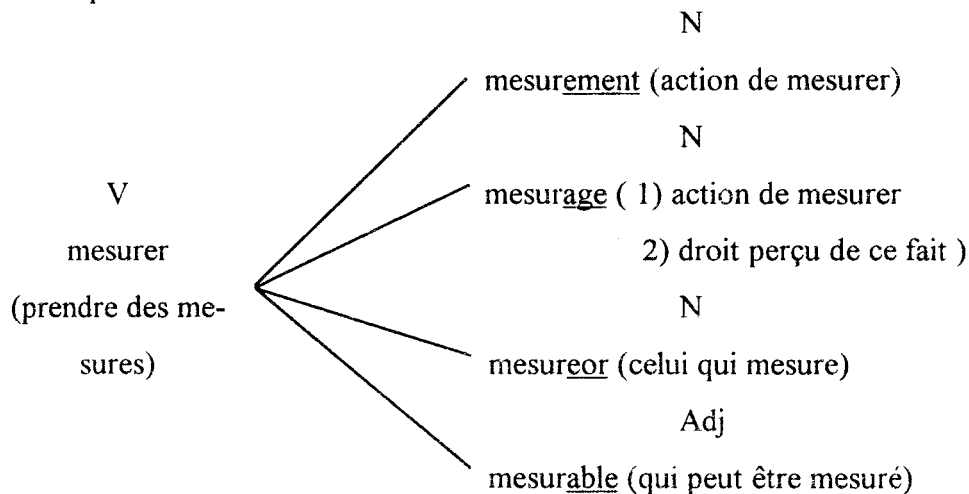 N
mesurement (action de mesurer)
N
V
mesurage ( 1) action de mesurer
mesurer
2) droit perçu de ce fait )
(prendre des me-
N
sures)
mesureor (celui qui mesure)
Adj
mesurable (qui peut être mesuré)